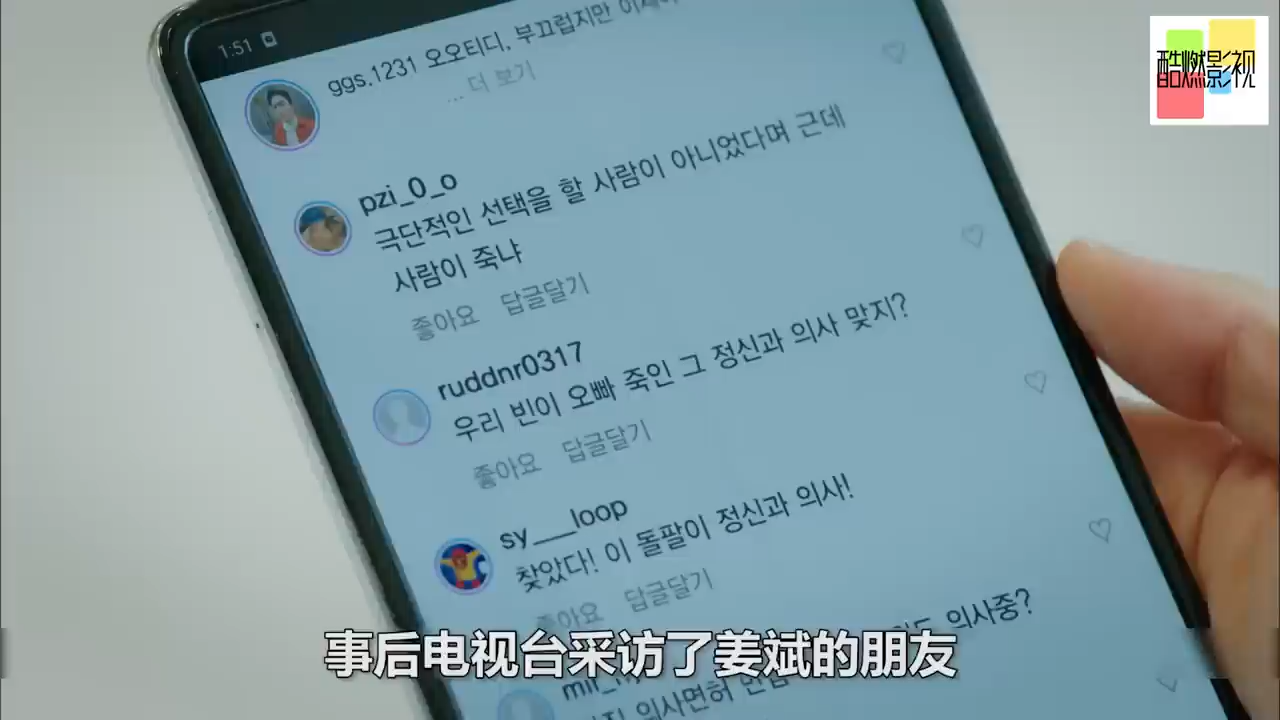 1:51
酷燃影视
ggs.1231 오오티디, 부끄럽지만
... 더 보기
pzi_0_o
극단적인 선택을 할 사람이 아니었다며 근데
사람이 죽냐
좋아요 답글달기
ruddnr0317
우리 빈이 오빠 죽인 그 정신과 의사 맞지?
좋아요 답글달기
sy___loop
찾았다! 이 돌팔이 정신과 의사!
좋아요 답글달기
의사중?
事后电视台采访了姜斌的朋友
의사면허